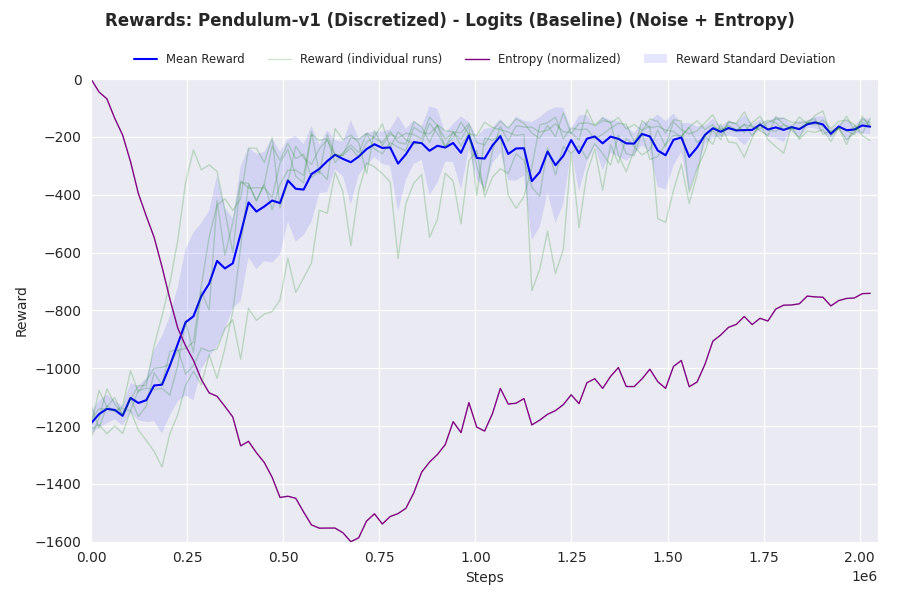 Rewards: Pendulum-v1 (Discretized) - Logits (Baseline) (Noise + Entropy)
Mean Reward Reward (individual runs) Entropy (normalized) Reward Standard Deviation
0
−200
−400
−600
−800
−1000
−1200
−1400
−1600
Reward
0.00 0.25 0.50 0.75 1.00 1.25 1.50 1.75 2.00
Steps
1e6